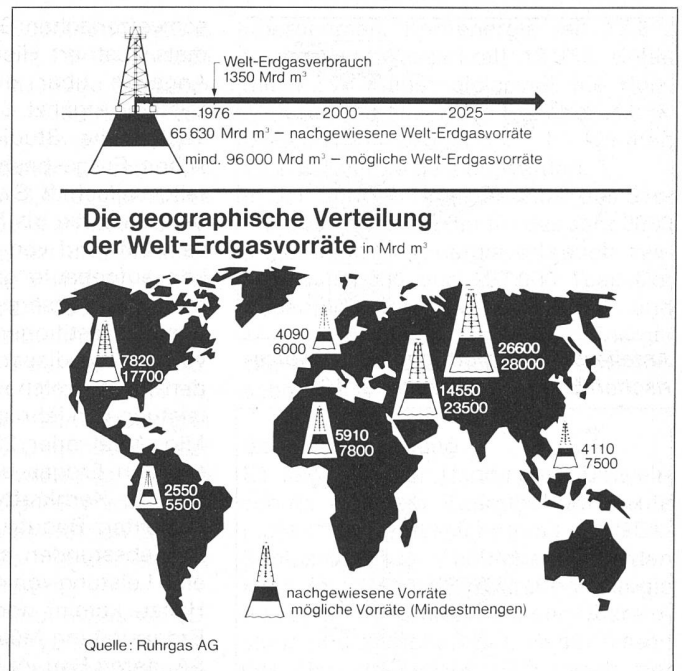 Welt-Erdgasverbrauch
1350 Mrd m³
1976 2000 2025
65 630 Mrd m³ – nachgewiesene Welt-Erdgasvorräte
mind. 96 000 Mrd m³ – mögliche Welt-Erdgasvorräte
Die geographische Verteilung
der Welt-Erdgasvorräte in Mrd m³
7820
17700
4090
6000
26600
28000
14550
23500
5910
7800
4110
7500
2550
5500
nachgewiesene Vorräte
mögliche Vorräte (Mindestmengen)
Quelle: Ruhrgas AG